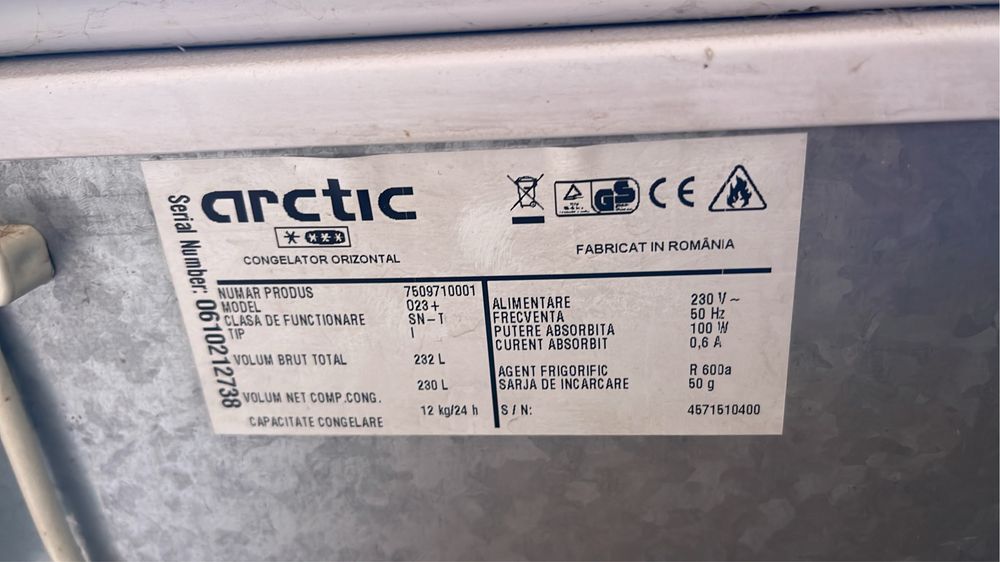 arctic
CONGELATOR ORIZONTAL
Serial Number: 0610212738
GS
CE
FABRICAT IN ROMÂNIA
NUMAR PRODUS 7509710001
MODEL O23+
CLASA DE FUNCTIONARE SN-T
TIP I
VOLUM BRUT TOTAL 232 L
VOLUM NET COMP.CONG. 230 L
CAPACITATE CONGELARE 12 kg/24 h
ALIMENTARE 230 V ~
FRECVENTA 50 Hz
PUTERE ABSORBITA 100 W
CURENT ABSORBIT 0,6 A
AGENT FRIGORIFIC R 600a
SARJA DE INCARCARE 50 g
S / N: 4571510400